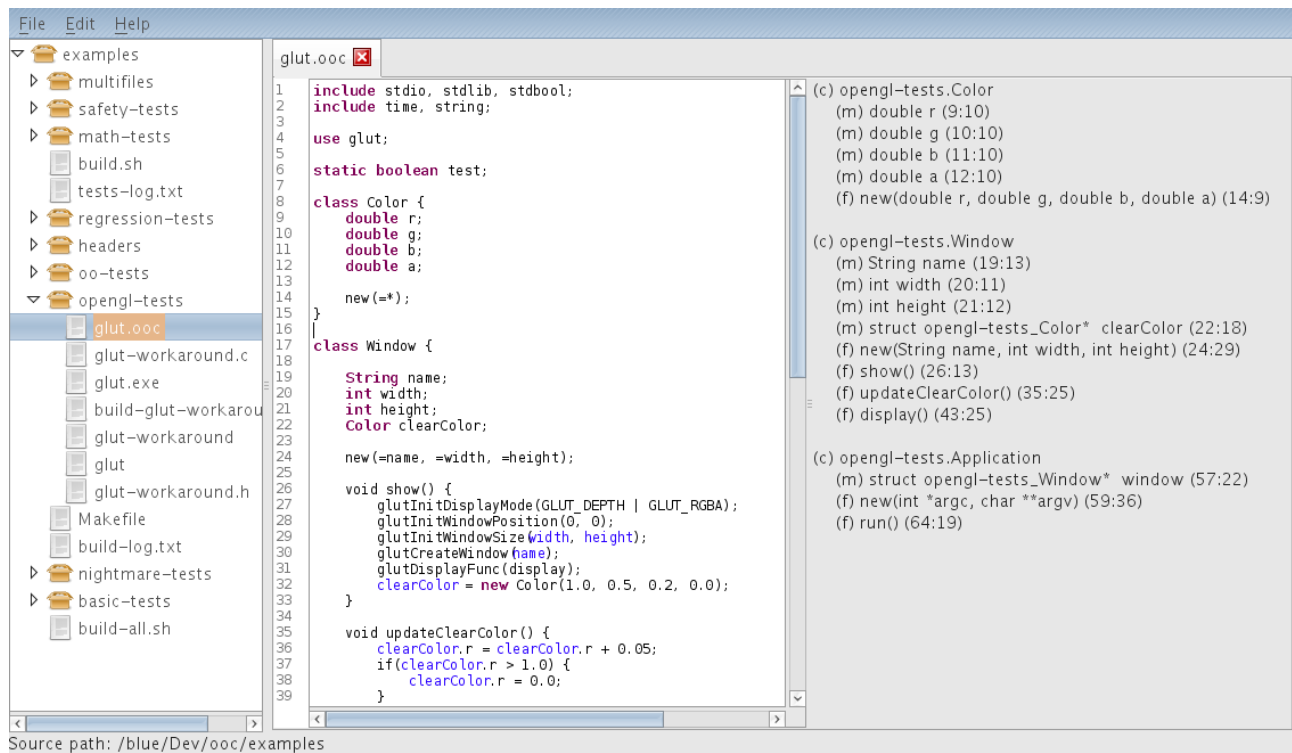 File Edit Help
examples
multifiles
safety-tests
math-tests
build.sh
tests-log.txt
regression-tests
headers
oo-tests
opengl-tests
glut.ooc
glut-workaround.c
glut.exe
build-glut-workarou
glut-workaround
glut
glut-workaround.h
Makefile
build-log.txt
nightmare-tests
basic-tests
build-all.sh
glut.ooc
1 include stdio, stdlib, stdbool;
2 include time, string;
3
4 use glut;
5
6 static boolean test;
7
8 class Color {
9 double r;
10 double g;
11 double b;
12 double a;
13
14 new(=*);
15 }
16
17 class Window {
18
19 String name;
20 int width;
21 int height;
22 Color clearColor;
23
24 new(=name, =width, =height);
25
26 void show() {
27 glutInitDisplayMode(GLUT_DEPTH | GLUT_RGBA);
28 glutInitWindowPosition(0, 0);
29 glutInitWindowSize(width, height);
30 glutCreateWindow(name);
31 glutDisplayFunc(display);
32 clearColor = new Color(1.0, 0.5, 0.2, 0.0);
33 }
34
35 void updateClearColor() {
36 clearColor.r = clearColor.r + 0.05;
37 if(clearColor.r > 1.0) {
38 clearColor.r = 0.0;
39 }
(c) opengl-tests.Color
(m) double r (9:10)
(m) double g (10:10)
(m) double b (11:10)
(m) double a (12:10)
(f) new(double r, double g, double b, double a) (14:9)
(c) opengl-tests.Window
(m) String name (19:13)
(m) int width (20:11)
(m) int height (21:12)
(m) struct opengl-tests_Color* clearColor (22:18)
(f) new(String name, int width, int height) (24:29)
(f) show() (26:13)
(f) updateClearColor() (35:25)
(f) display() (43:25)
(c) opengl-tests.Application
(m) struct opengl-tests_Window* window (57:22)
(f) new(int *argc, char **argv) (59:36)
(f) run() (64:19)
Source path: /blue/Dev/ooc/examples